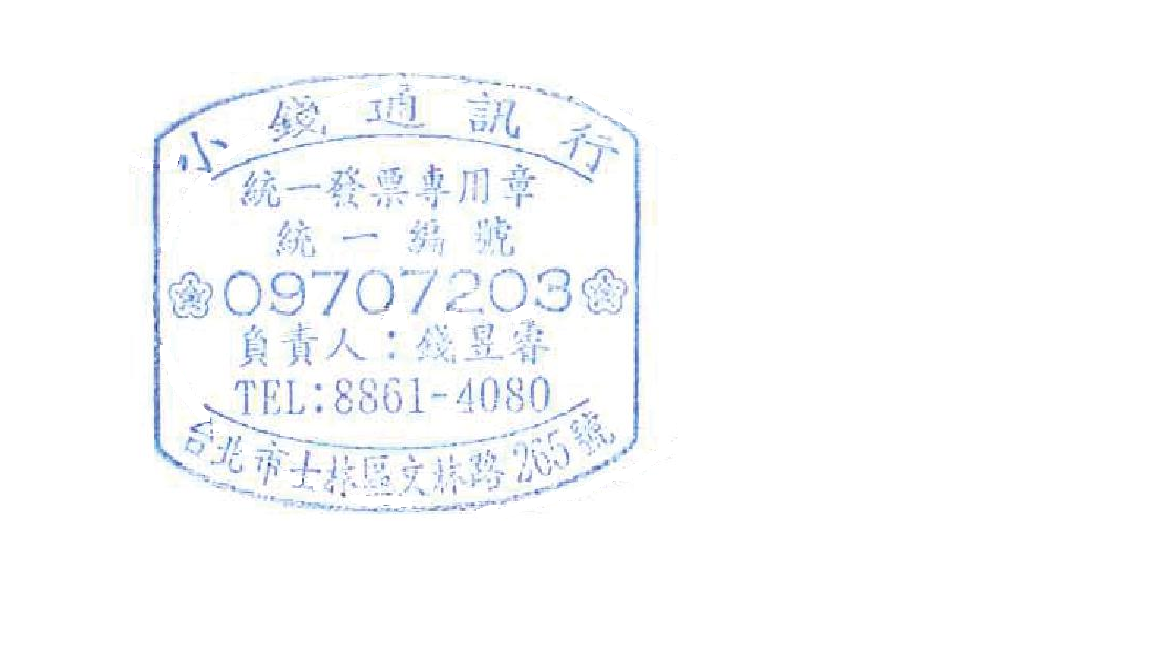 小錢通訊行
統一發票專用章
統一編號
09707203
負責人：錢昱睿
TEL:8861-4080
台北市士林區文林路265號